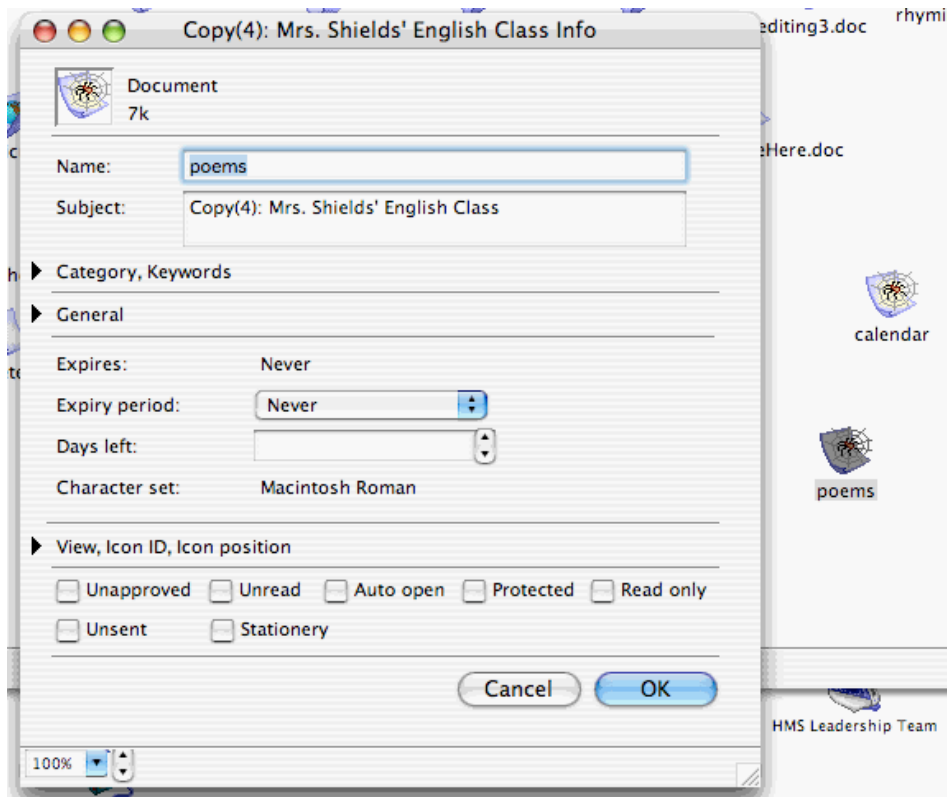 Copy(4): Mrs. Shields' English Class Info
editing3.doc
Document
7k
Name: poems
eHere.doc
Subject: Copy(4): Mrs. Shields' English Class
Category, Keywords
General
calendar
Expires: Never
Expiry period: Never
Days left:
Character set: Macintosh Roman
poems
View, Icon ID, Icon position
Unapproved Unread Auto open Protected Read only
Unsent Stationery
Cancel OK
HMS Leadership Team
100%